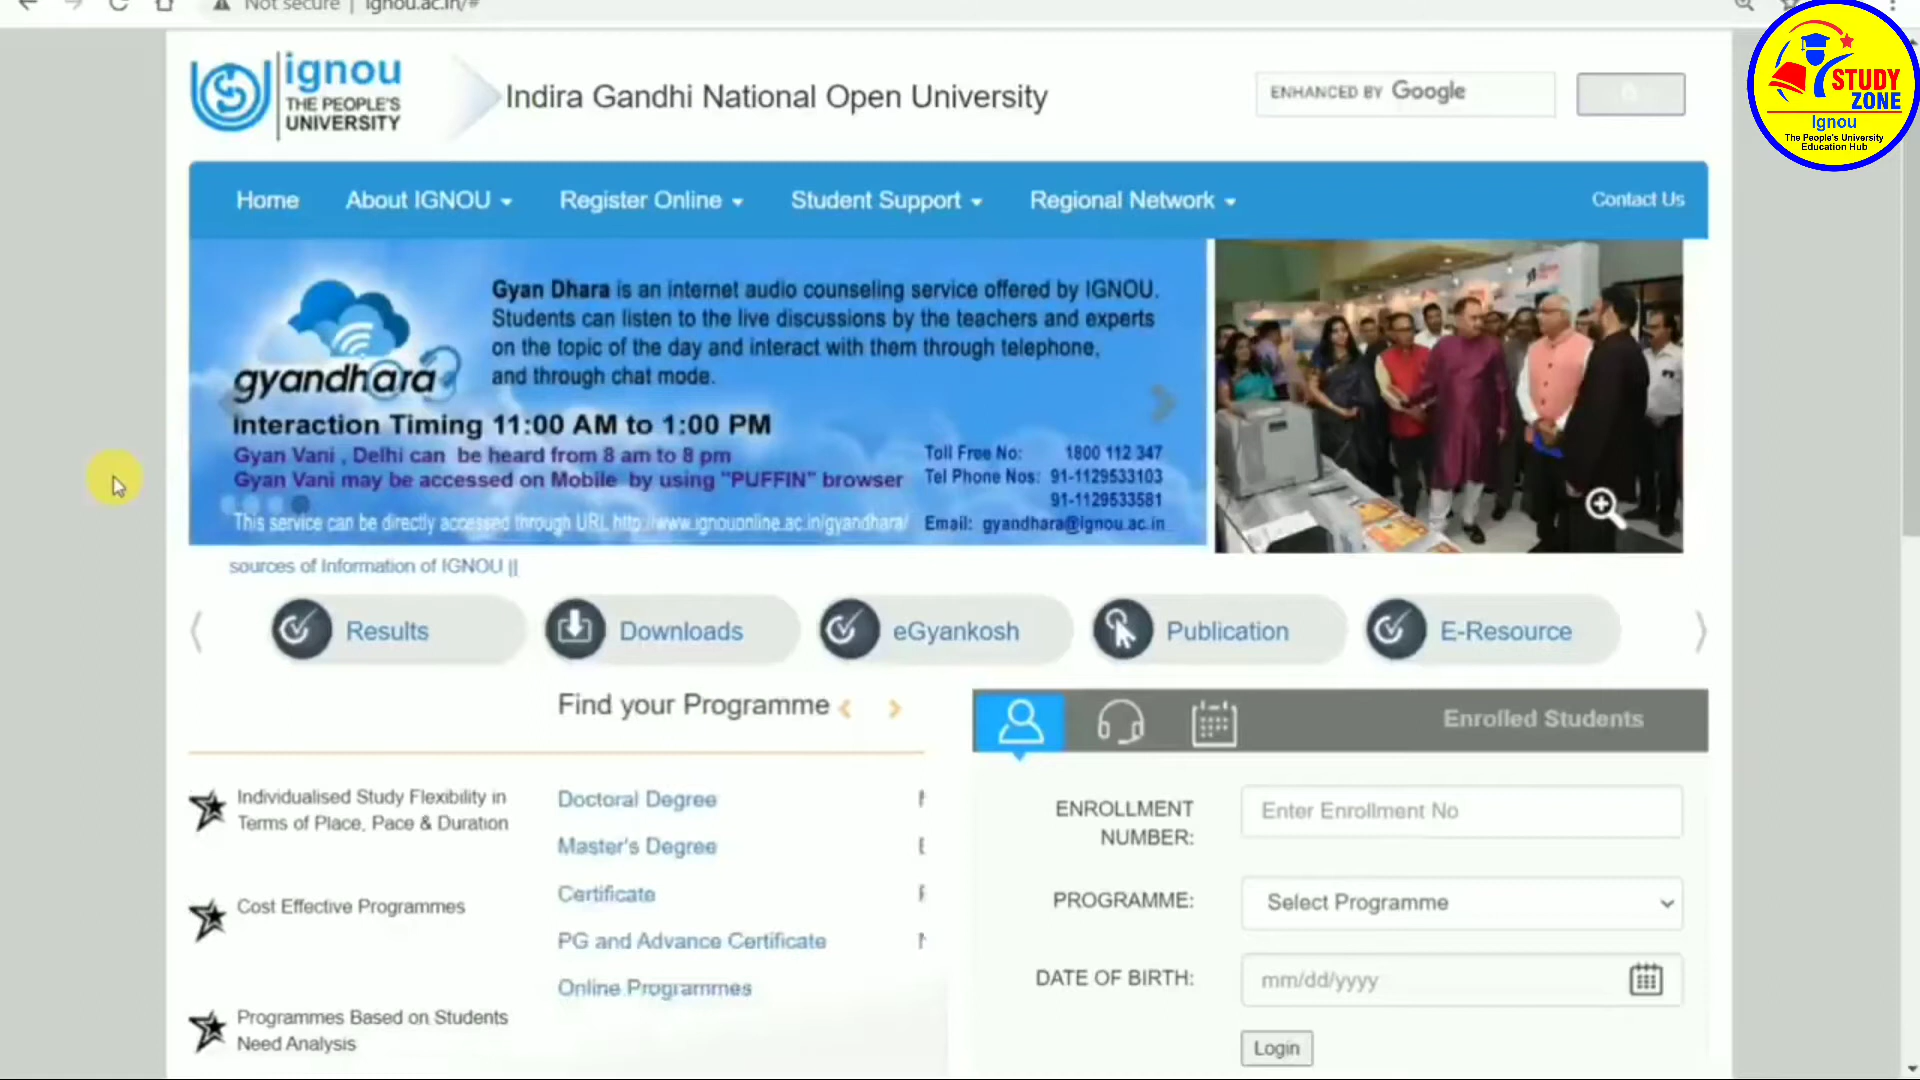 Not secure | ignou.ac.in/#
ignou
THE PEOPLE'S
UNIVERSITY
Indira Gandhi National Open University
ENHANCED BY Google
STUDY
ZONE
Ignou
The People's University
Education Hub
Home
About IGNOU
Register Online
Student Support
Regional Network
Contact Us
gyandhara
Gyan Dhara is an internet audio counseling service offered by IGNOU.
Students can listen to the live discussions by the teachers and experts
on the topic of the day and interact with them through telephone,
and through chat mode.
Interaction Timing 11:00 AM to 1:00 PM
Gyan Vani , Delhi can be heard from 8 am to 8 pm
Gyan Vani may be accessed on Mobile by using "PUFFIN" browser
This service can be directly accessed through URL http://www.ignouonline.ac.in/gyandhara/
Toll Free No: 1800 112 347
Tel Phone Nos: 91-1129533103
91-1129533581
Email: gyandhara@ignou.ac.in
sources of Information of IGNOU ||
Results
Downloads
eGyankosh
Publication
E-Resource
Find your Programme
Individualised Study Flexibility in
Terms of Place, Pace & Duration
Cost Effective Programmes
Programmes Based on Students
Need Analysis
Doctoral Degree
Master's Degree
Certificate
PG and Advance Certificate
Online Programmes
Enrolled Students
ENROLLMENT
NUMBER:
Enter Enrollment No
PROGRAMME:
Select Programme
DATE OF BIRTH:
mm/dd/yyyy
Login